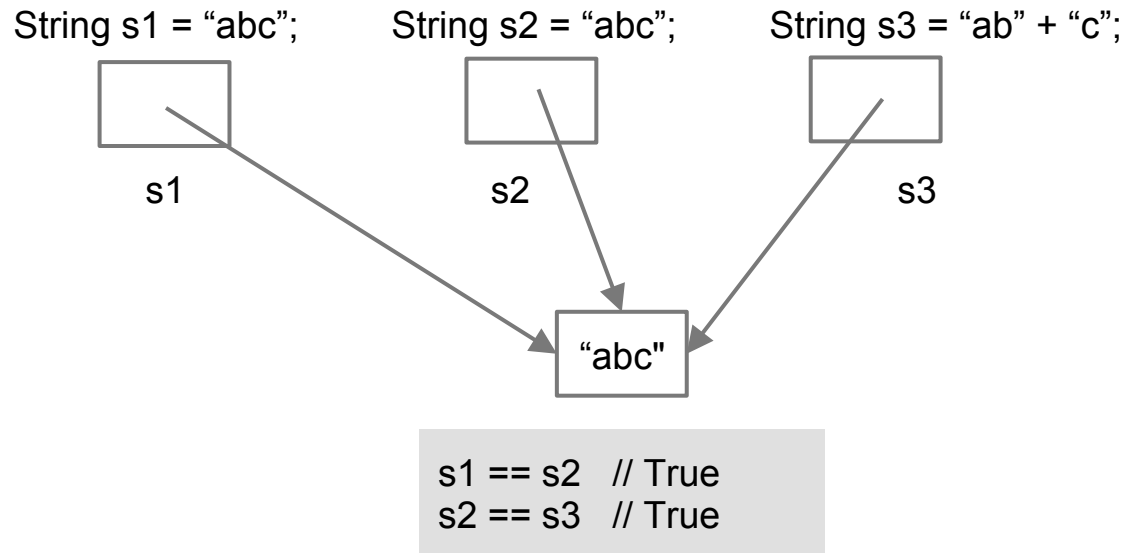 String s1 = “abc”;
String s2 = “abc”;
String s3 = “ab” + “c”;
s1
s2
s3
“abc"
s1 == s2 // True
s2 == s3 // True